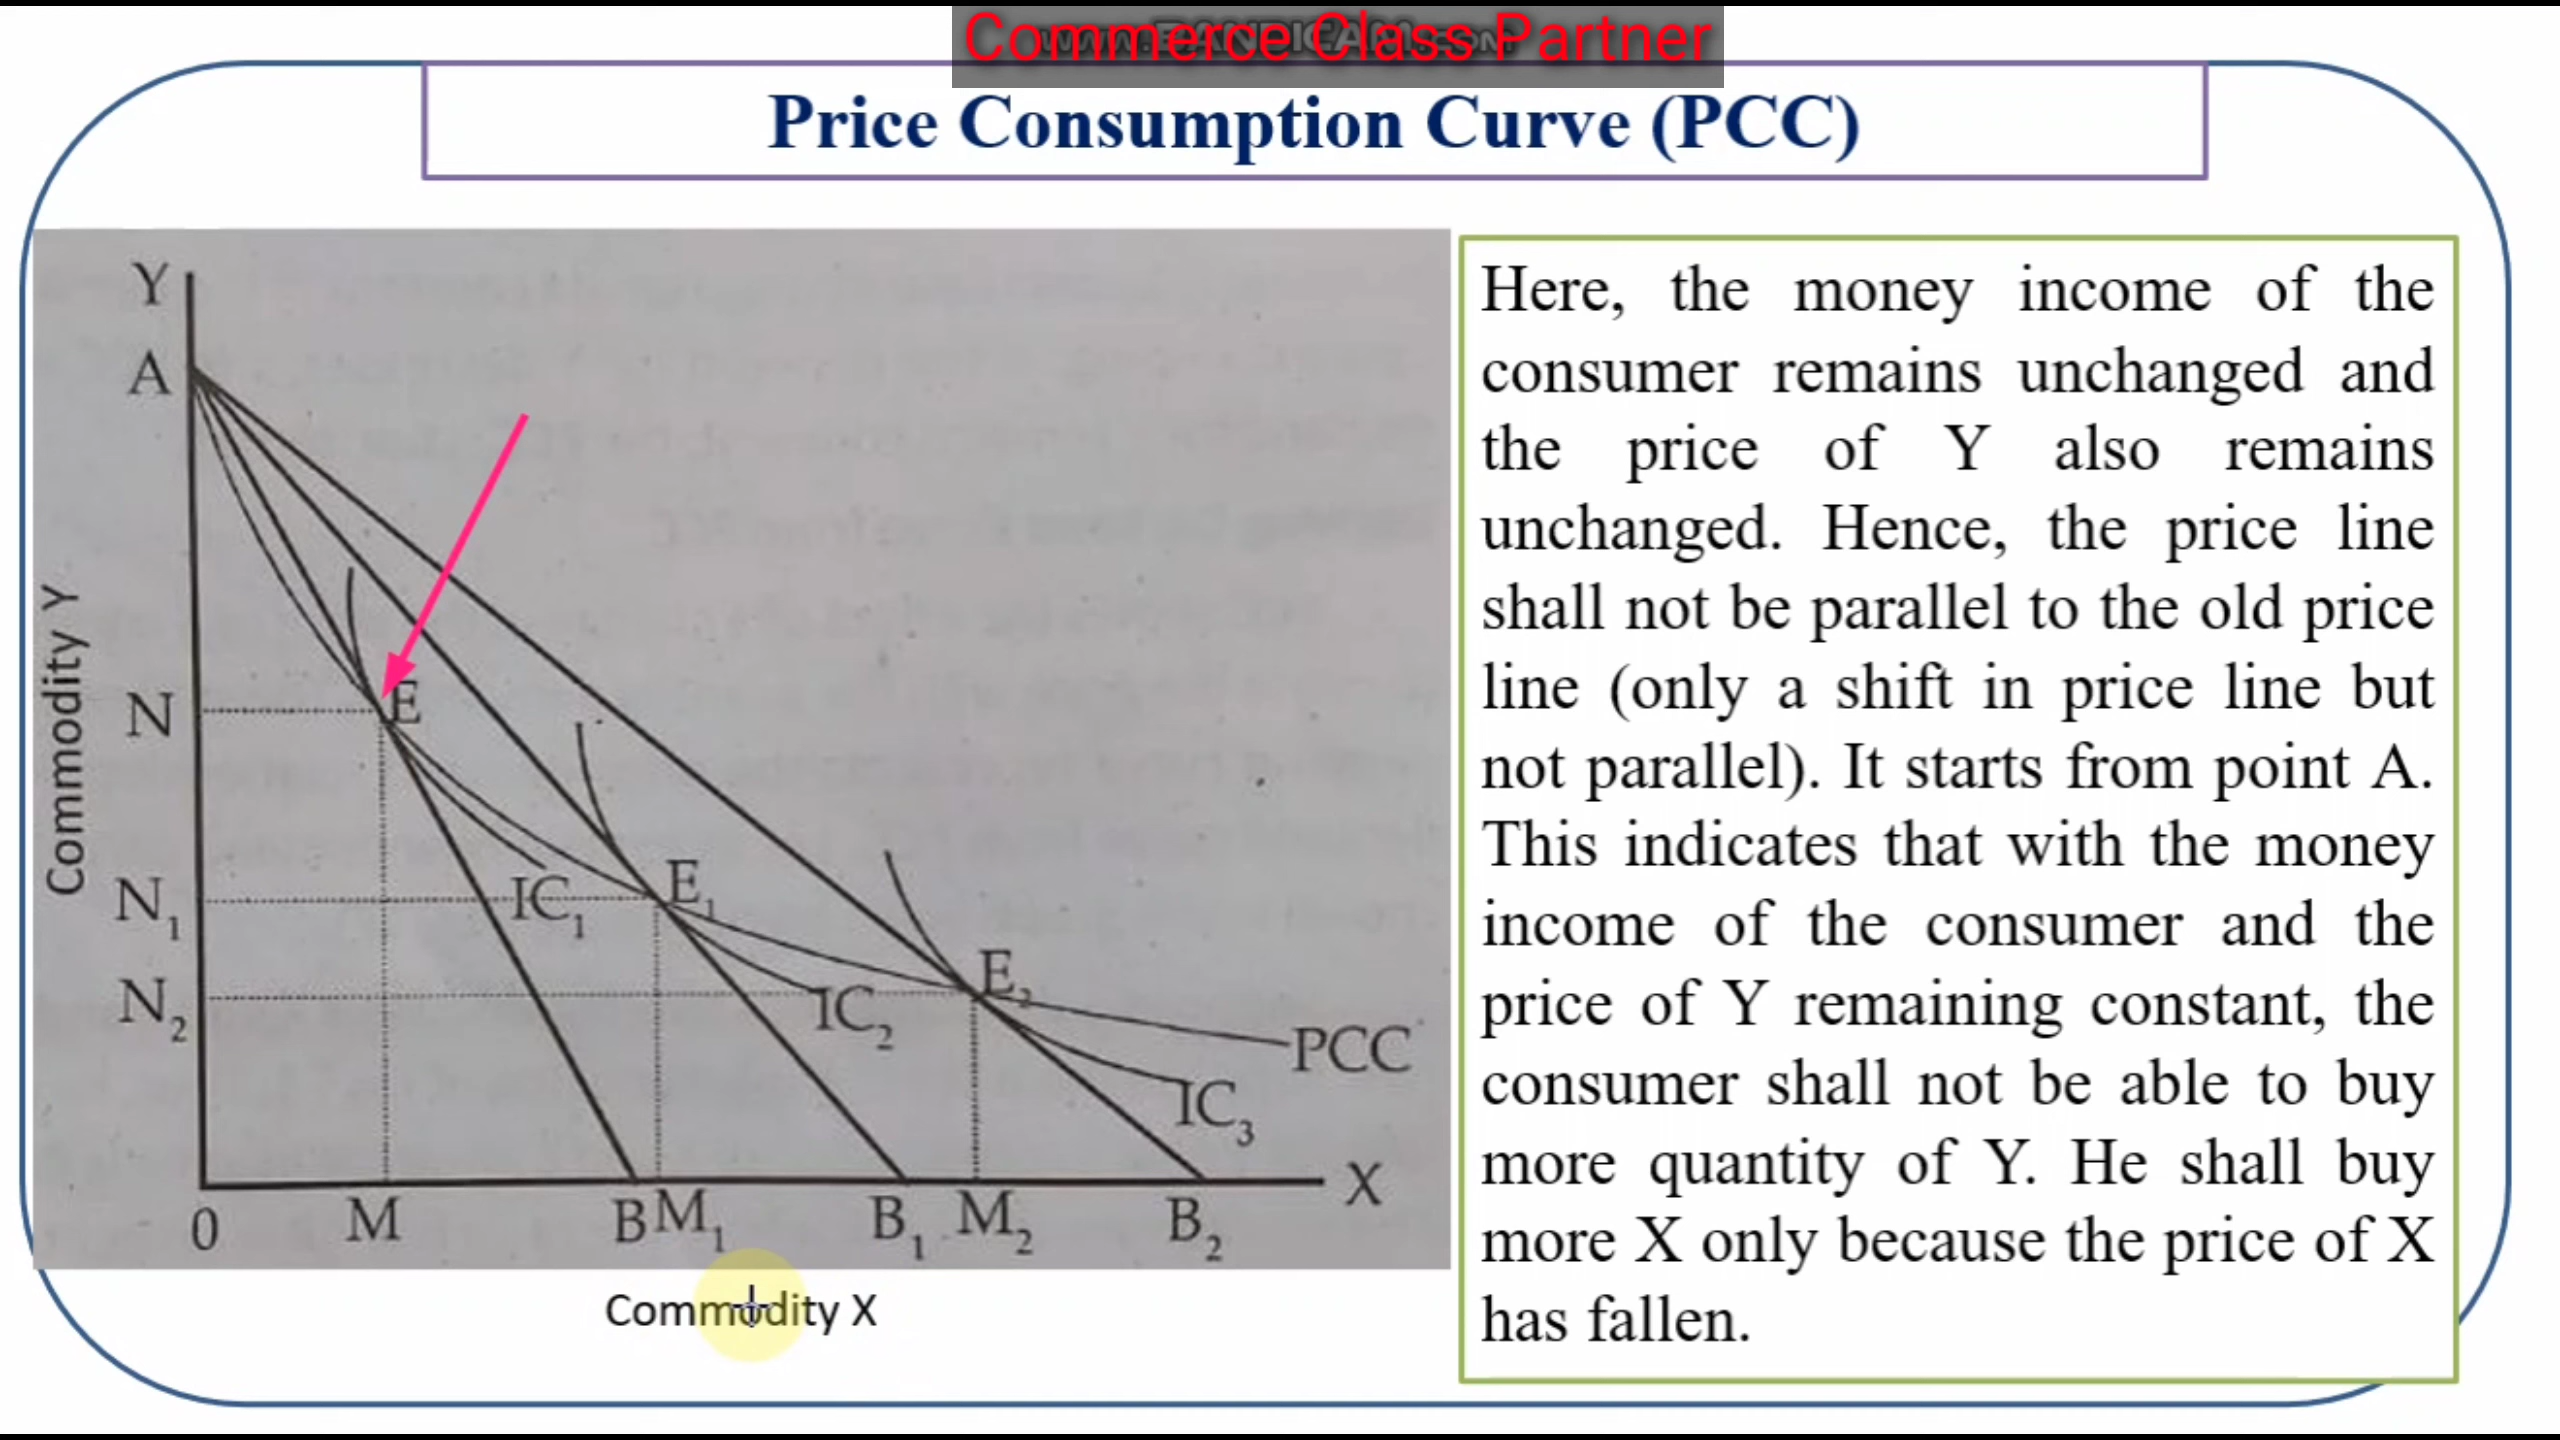 Commerce Class Partner
Price Consumption Curve (PCC)
Y
A
Commodity Y
N
E
N1
IC1
E1
N2
IC2
E2
PCC
IC3
X
0
M
B
M1
B1
M2
B2
Commodity X
Here, the money income of the
consumer remains unchanged and
the price of Y also remains
unchanged. Hence, the price line
shall not be parallel to the old price
line (only a shift in price line but
not parallel). It starts from point A.
This indicates that with the money
income of the consumer and the
price of Y remaining constant, the
consumer shall not be able to buy
more quantity of Y. He shall buy
more X only because the price of X
has fallen.